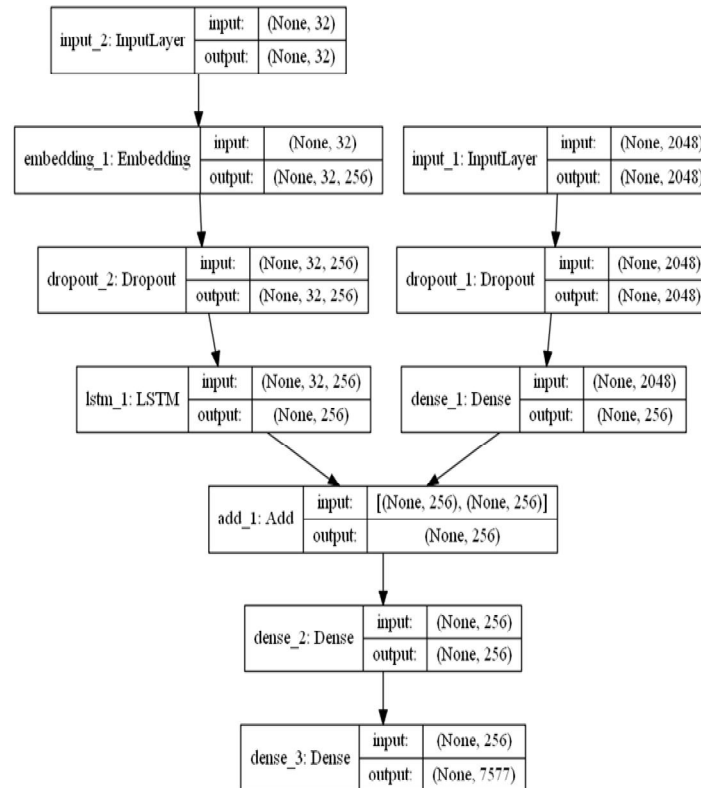 input_2: InputLayer
input: (None, 32)
output: (None, 32)
embedding_1: Embedding
input: (None, 32)
output: (None, 32, 256)
input_1: InputLayer
input: (None, 2048)
output: (None, 2048)
dropout_2: Dropout
input: (None, 32, 256)
output: (None, 32, 256)
dropout_1: Dropout
input: (None, 2048)
output: (None, 2048)
lstm_1: LSTM
input: (None, 32, 256)
output: (None, 256)
dense_1: Dense
input: (None, 2048)
output: (None, 256)
add_1: Add
input: [(None, 256), (None, 256)]
output: (None, 256)
dense_2: Dense
input: (None, 256)
output: (None, 256)
dense_3: Dense
input: (None, 256)
output: (None, 7577)